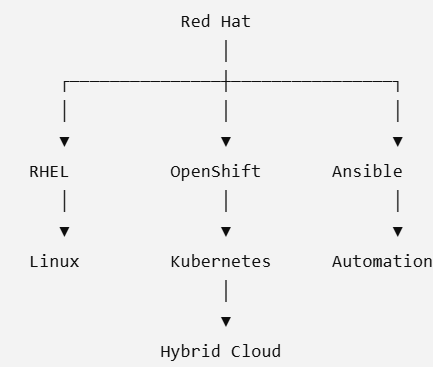 Red Hat
RHEL OpenShift Ansible
Linux Kubernetes Automation
Hybrid Cloud